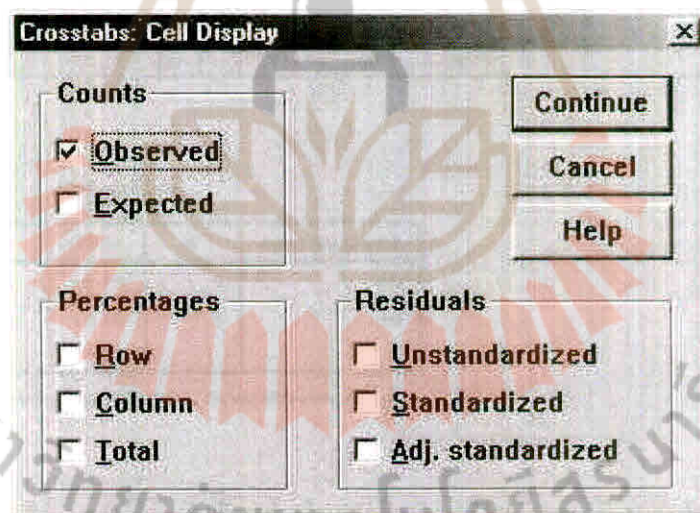 Crosstabs: Cell Display
Counts
Observed
Expected
Continue
Cancel
Help
Percentages
Row
Column
Total
Residuals
Unstandardized
Standardized
Adj. standardized